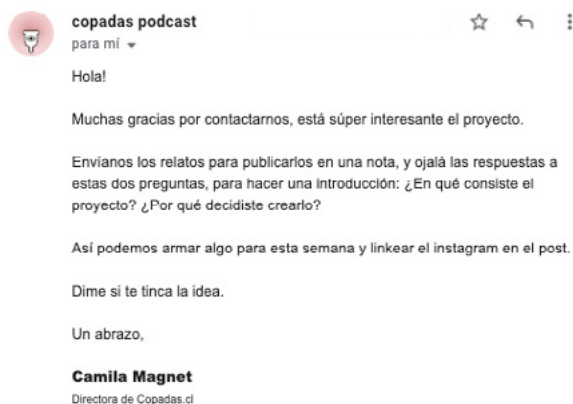 copadas podcast
para mí
Hola!
Muchas gracias por contactarnos, está súper interesante el proyecto.
Envíanos los relatos para publicarlos en una nota, y ojalá las respuestas a
estas dos preguntas, para hacer una introducción: ¿En qué consiste el
proyecto? ¿Por qué decidiste crearlo?
Así podemos armar algo para esta semana y linkear el instagram en el post.
Dime si te tinca la idea.
Un abrazo,
Camila Magnet
Directora de Copadas.cl